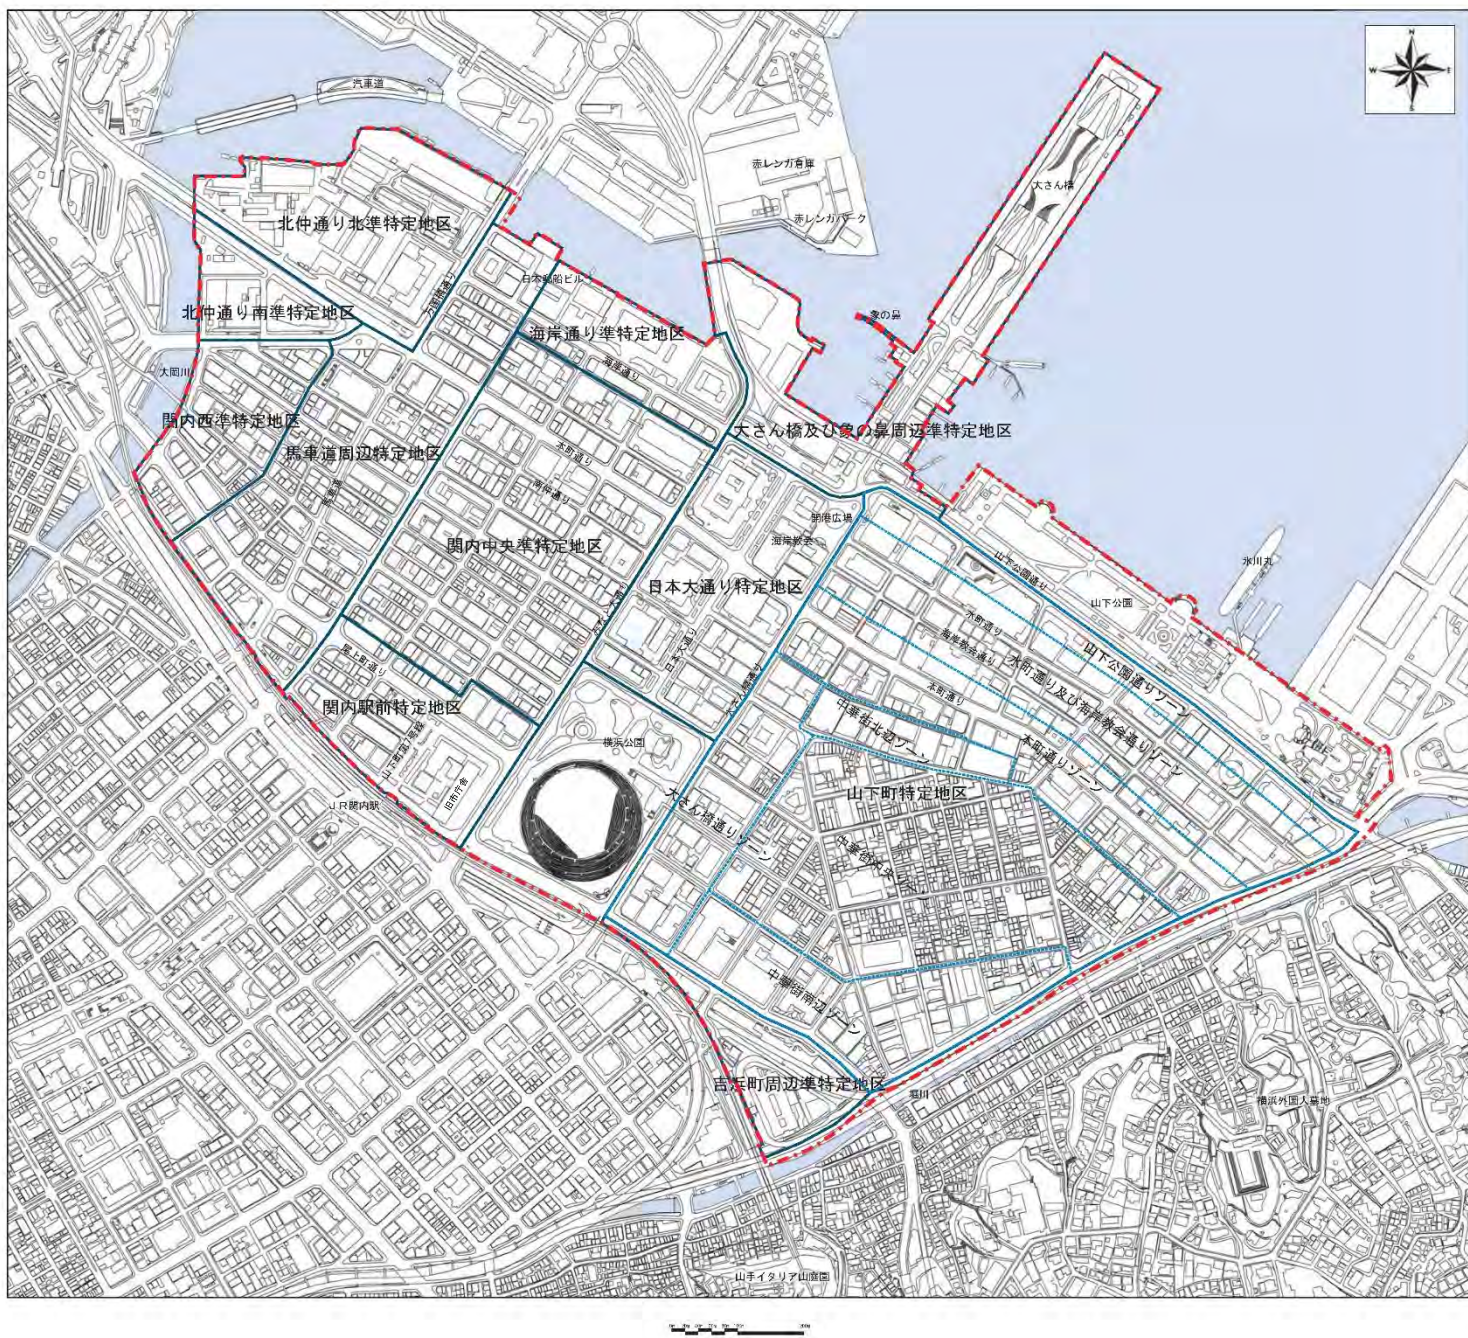 N
W
E
S
汽車道
赤レンガ倉庫
大さん橋
赤レンガパーク
北仲通り北準特定地区
日本郵船ビル
万国橋通り
北仲通り南準特定地区
象の鼻
海岸通り準特定地区
海岸通り
大岡川
関内西準特定地区
大さん橋及び象の鼻周辺準特定地区
馬車道周辺特定地区
本町通り
馬車道
南仲通り
開港広場
海岸教会
関内中央準特定地区
山下公園通り
氷川丸
日本大通り特定地区
山下公園
水町通り
海岸教会通り
日本大通り
山下公園通りゾーン
水町通り及び海岸教会通りゾーン
尾上町通り
本町通り
大さん橋通り
関内駅前特定地区
中華街北辺ゾーン
本町通りゾーン
横浜公園
山下町特定地区
旧市庁舎
JR関内駅
大さん橋通りゾーン
中華街南辺ゾーン
吉浜町周辺準特定地区
堀川
横浜外国人墓地
山手イタリア山庭園